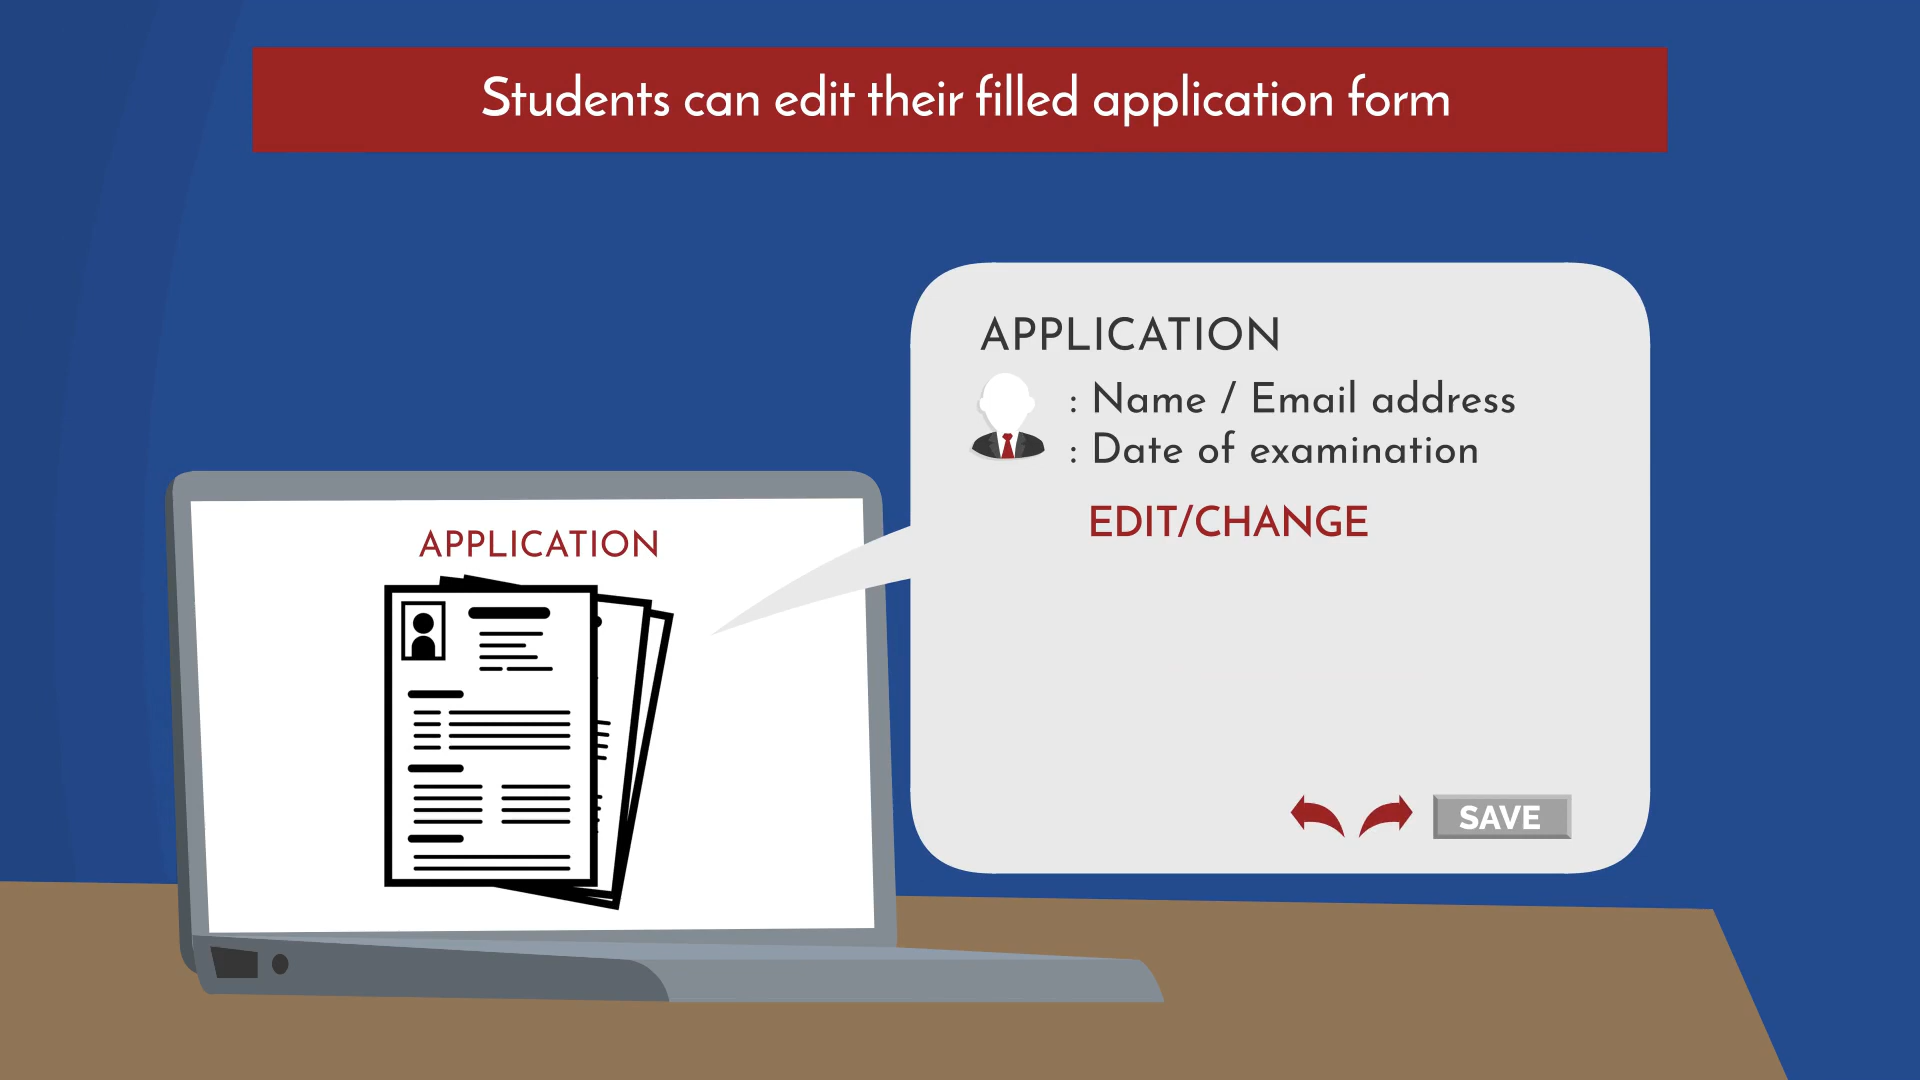 Students can edit their filled application form
APPLICATION
: Name / Email address
: Date of examination
EDIT/CHANGE
APPLICATION
SAVE